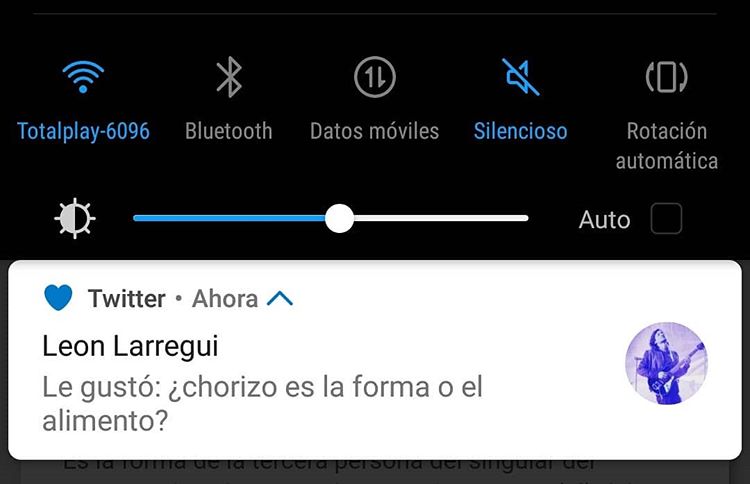 Totalplay-6096 Bluetooth Datos móviles Silencioso Rotación
automática
Auto
Twitter • Ahora
Leon Larregui
Le gustó: ¿chorizo es la forma o el
alimento?
Es la forma de la tercera persona del singular del